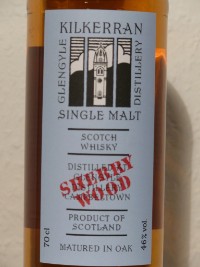 KILKERRAN
GLENGYLE
DISTILLERY
SINGLE MALT
SCOTCH
WHISKY
DISTILLED
SHERRY
WOOD
CAMPBELTOWN
PRODUCT OF
SCOTLAND
70cl
46%vol
MATURED IN OAK